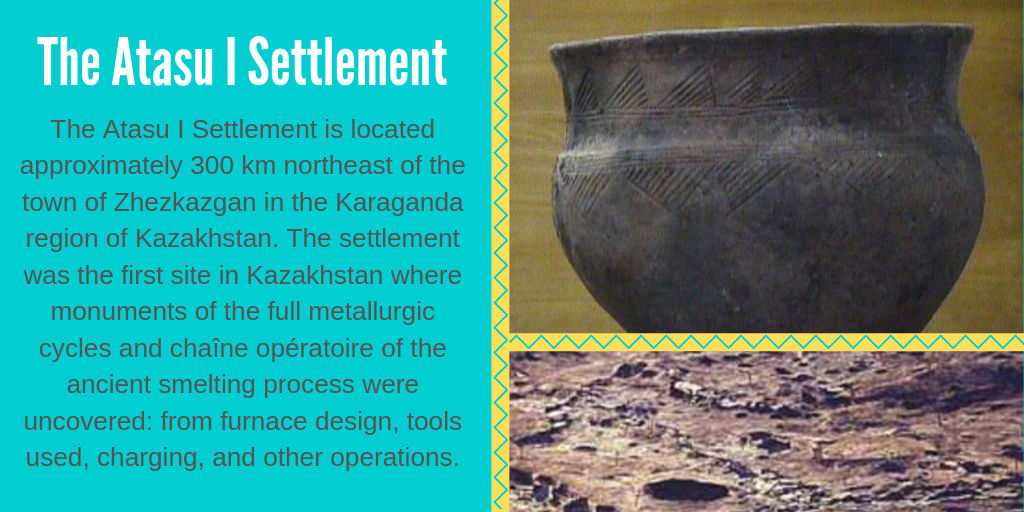 The Atasu I Settlement
The Atasu I Settlement is located
approximately 300 km northeast of the
town of Zhezkazgan in the Karaganda
region of Kazakhstan. The settlement
was the first site in Kazakhstan where
monuments of the full metallurgic
cycles and chaîne opératoire of the
ancient smelting process were
uncovered: from furnace design, tools
used, charging, and other operations.